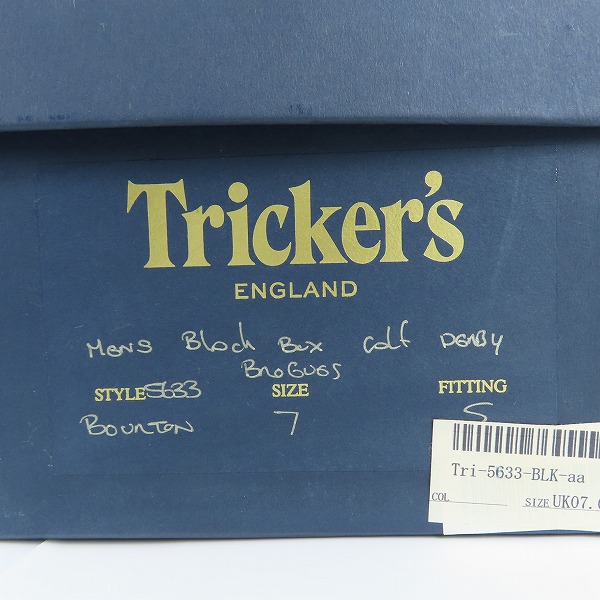 Tricker's
ENGLAND
Mens Black Box Calf Derby
Brogues
STYLE 5633 SIZE FITTING
Bourton 7 5
Tri-5633-BLK-aa
COL SIZE UK07.